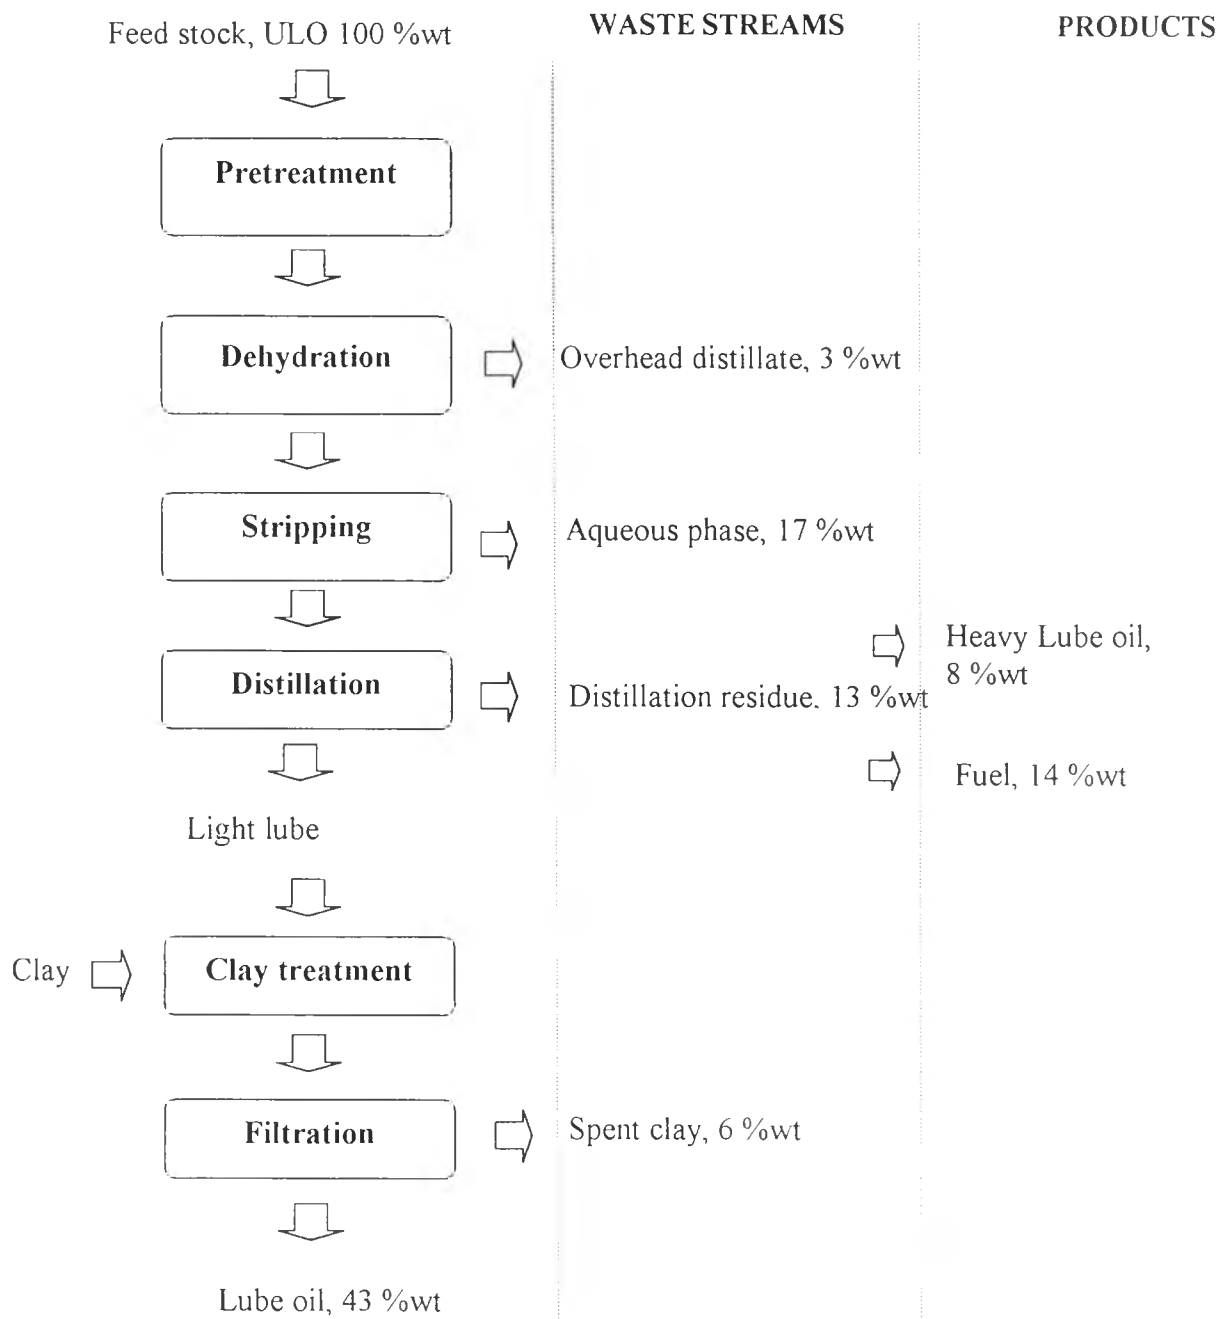 Feed stock, ULO 100 %wt
WASTE STREAMS
PRODUCTS
Pretreatment
Dehydration
Overhead distillate, 3 %wt
Stripping
Aqueous phase, 17 %wt
Heavy Lube oil,
8 %wt
Distillation
Distillation residue, 13 %wt
Fuel, 14 %wt
Light lube
Clay
Clay treatment
Filtration
Spent clay, 6 %wt
Lube oil, 43 %wt